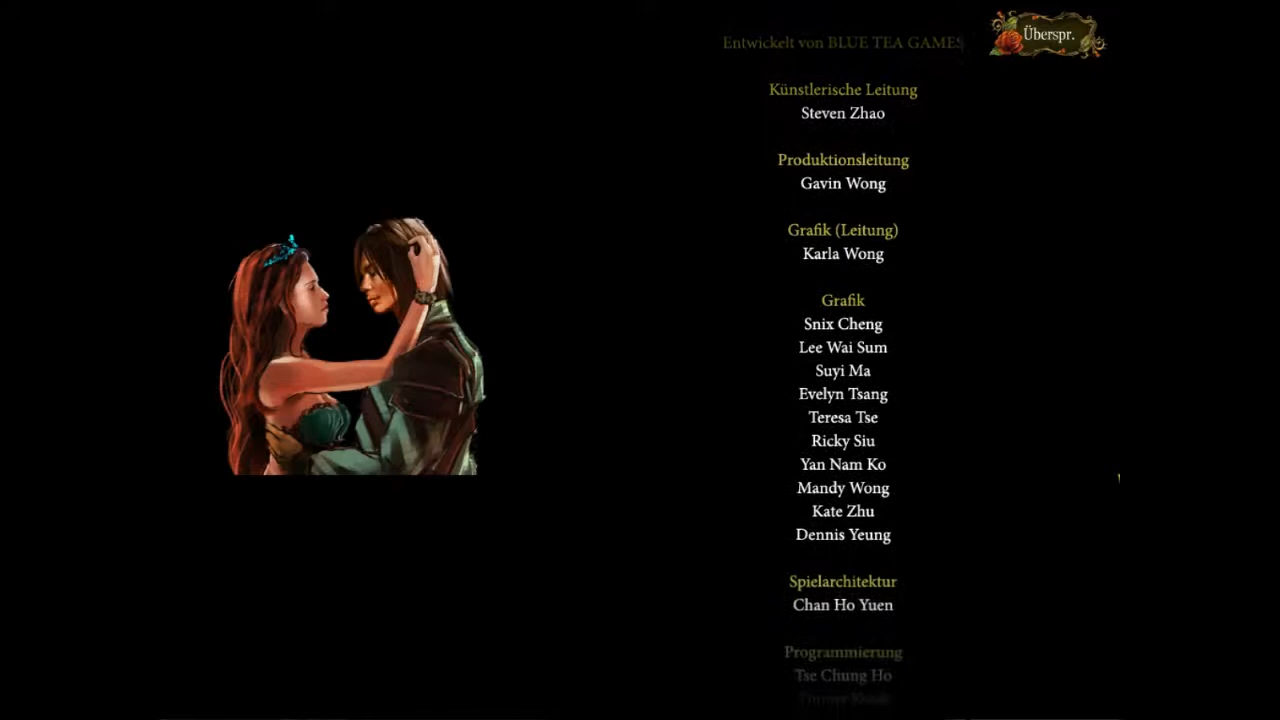 Entwickelt von BLUE TEA GAMES
Überspr.
Künstlerische Leitung
Steven Zhao
Produktionsleitung
Gavin Wong
Grafik (Leitung)
Karla Wong
Grafik
Snix Cheng
Lee Wai Sum
Suyi Ma
Evelyn Tsang
Teresa Tse
Ricky Siu
Yan Nam Ko
Mandy Wong
Kate Zhu
Dennis Yeung
Spielarchitektur
Chan Ho Yuen
Programmierung
Tse Chung Ho